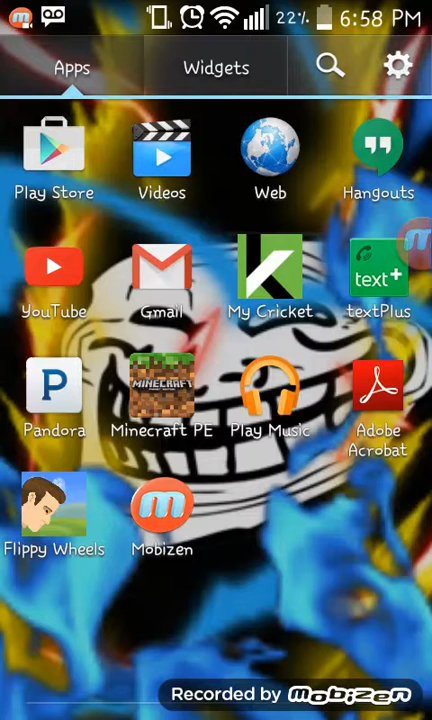 22% 6:58 PM
Apps Widgets
Play Store Videos Web Hangouts
text+
YouTube Gmail My Cricket textPlus
P MINECRAFT
Pandora Minecraft PE Play Music Adobe Acrobat
Flippy Wheels Mobizen
Recorded by mobizen